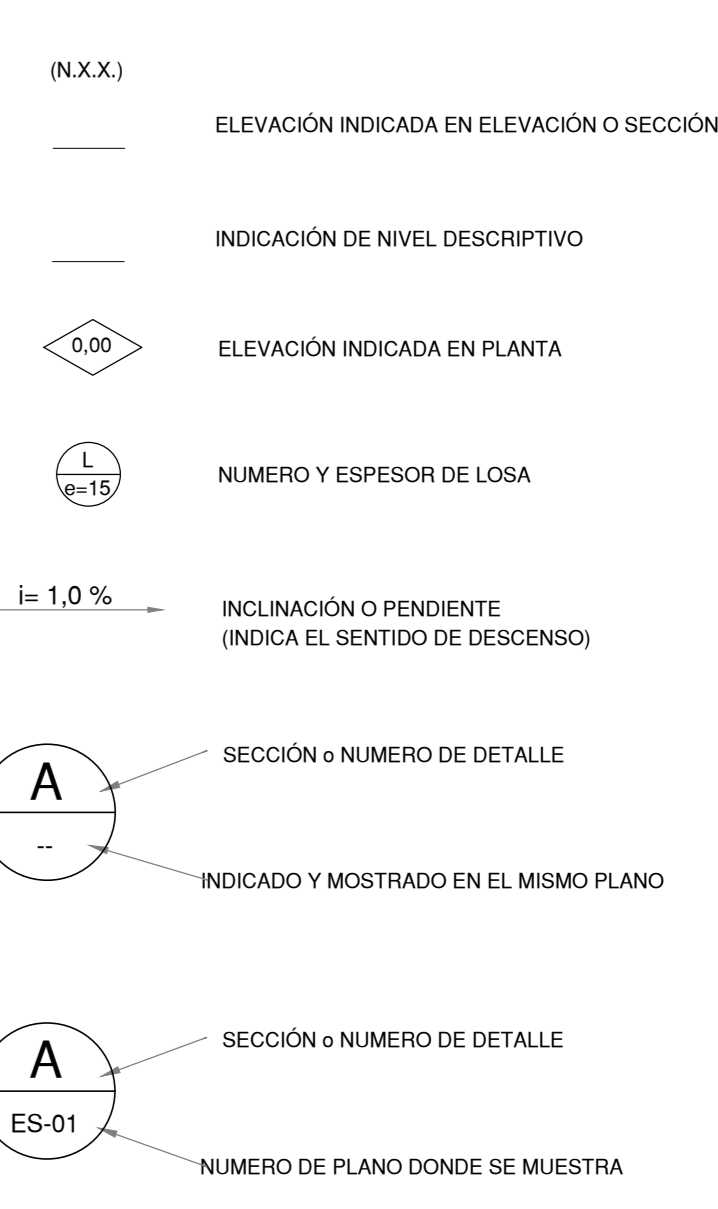 (N.X.X.)
ELEVACIÓN INDICADA EN ELEVACIÓN O SECCIÓN
INDICACIÓN DE NIVEL DESCRIPTIVO
0,00
ELEVACIÓN INDICADA EN PLANTA
L
e=15
NUMERO Y ESPESOR DE LOSA
i= 1,0 %
INCLINACIÓN O PENDIENTE
(INDICA EL SENTIDO DE DESCENSO)
A
SECCIÓN o NUMERO DE DETALLE
--
INDICADO Y MOSTRADO EN EL MISMO PLANO
A
SECCIÓN o NUMERO DE DETALLE
ES-01
NUMERO DE PLANO DONDE SE MUESTRA